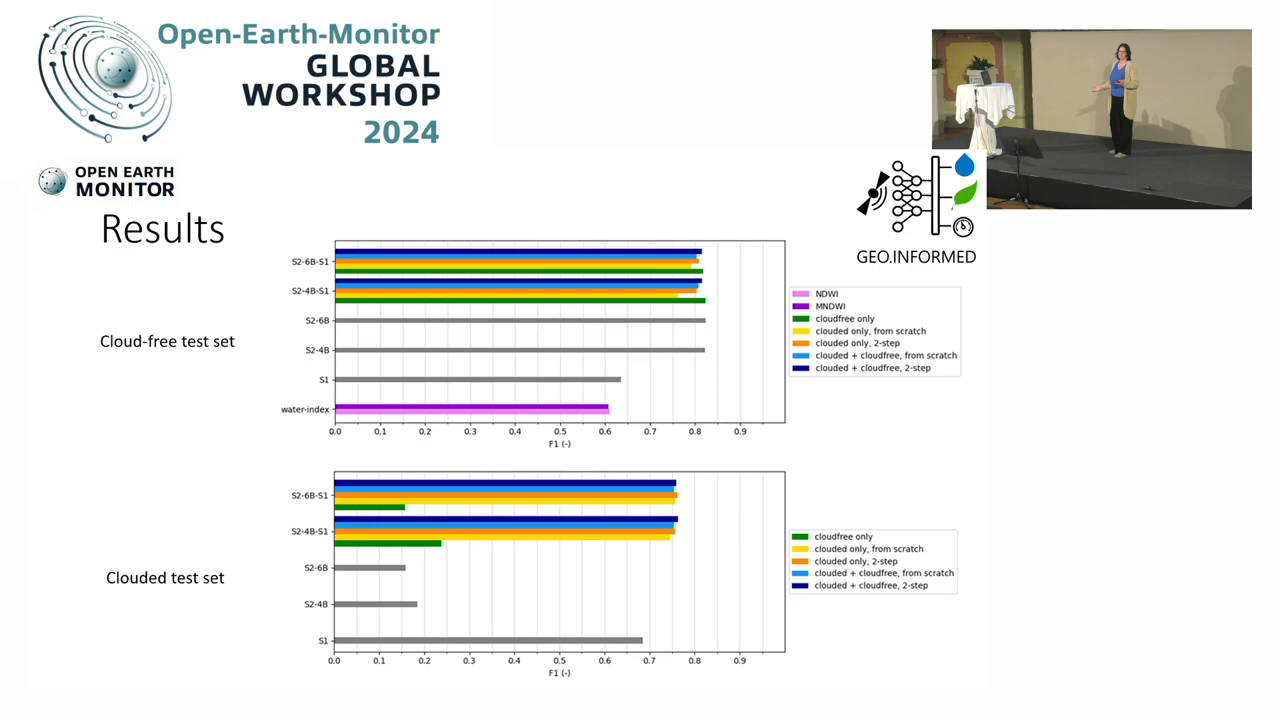 Open-Earth-Monitor
GLOBAL
WORKSHOP
2024
OPEN EARTH
MONITOR
GEO.INFORMED
Results
Cloud-free test set
S2-6B-S1
S2-4B-S1
S2-6B
S2-4B
S1
water-index
0.0 0.1 0.2 0.3 0.4 0.5 0.6 0.7 0.8 0.9
F1 (-)
NDWI
MNDWI
cloudfree only
clouded only, from scratch
clouded only, 2-step
clouded + cloudfree, from scratch
clouded + cloudfree, 2-step
Clouded test set
S2-6B-S1
S2-4B-S1
S2-6B
S2-4B
S1
0.0 0.1 0.2 0.3 0.4 0.5 0.6 0.7 0.8 0.9
F1 (-)
cloudfree only
clouded only, from scratch
clouded only, 2-step
clouded + cloudfree, from scratch
clouded + cloudfree, 2-step